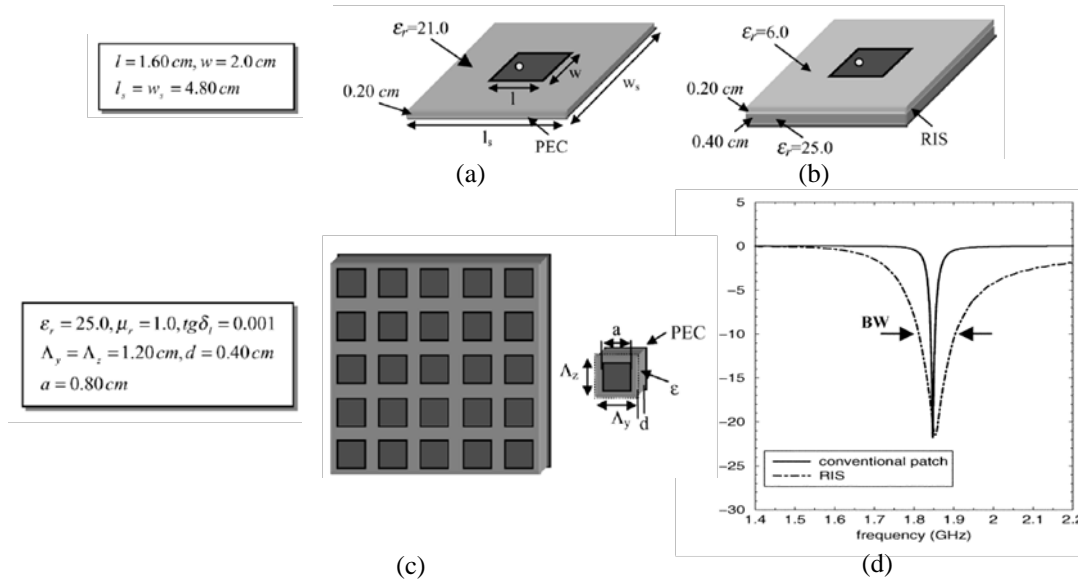 l = 1.60 cm, w = 2.0 cm
l_s = w_s = 4.80 cm
ε_r=21.0
0.20 cm
l
w
w_s
l_s
PEC
(a)
ε_r=6.0
0.20 cm
0.40 cm
ε_r=25.0
RIS
(b)
ε_r = 25.0, μ_r = 1.0, tgδ_l = 0.001
Λ_y = Λ_z = 1.20 cm, d = 0.40 cm
a = 0.80 cm
a
PEC
Λ_z
ε
Λ_y
d
(c)
5
0
-5
-10
-15
-20
-25
-30
BW
conventional patch
RIS
1.4 1.5 1.6 1.7 1.8 1.9 2 2.1 2.2
frequency (GHz)
(d)